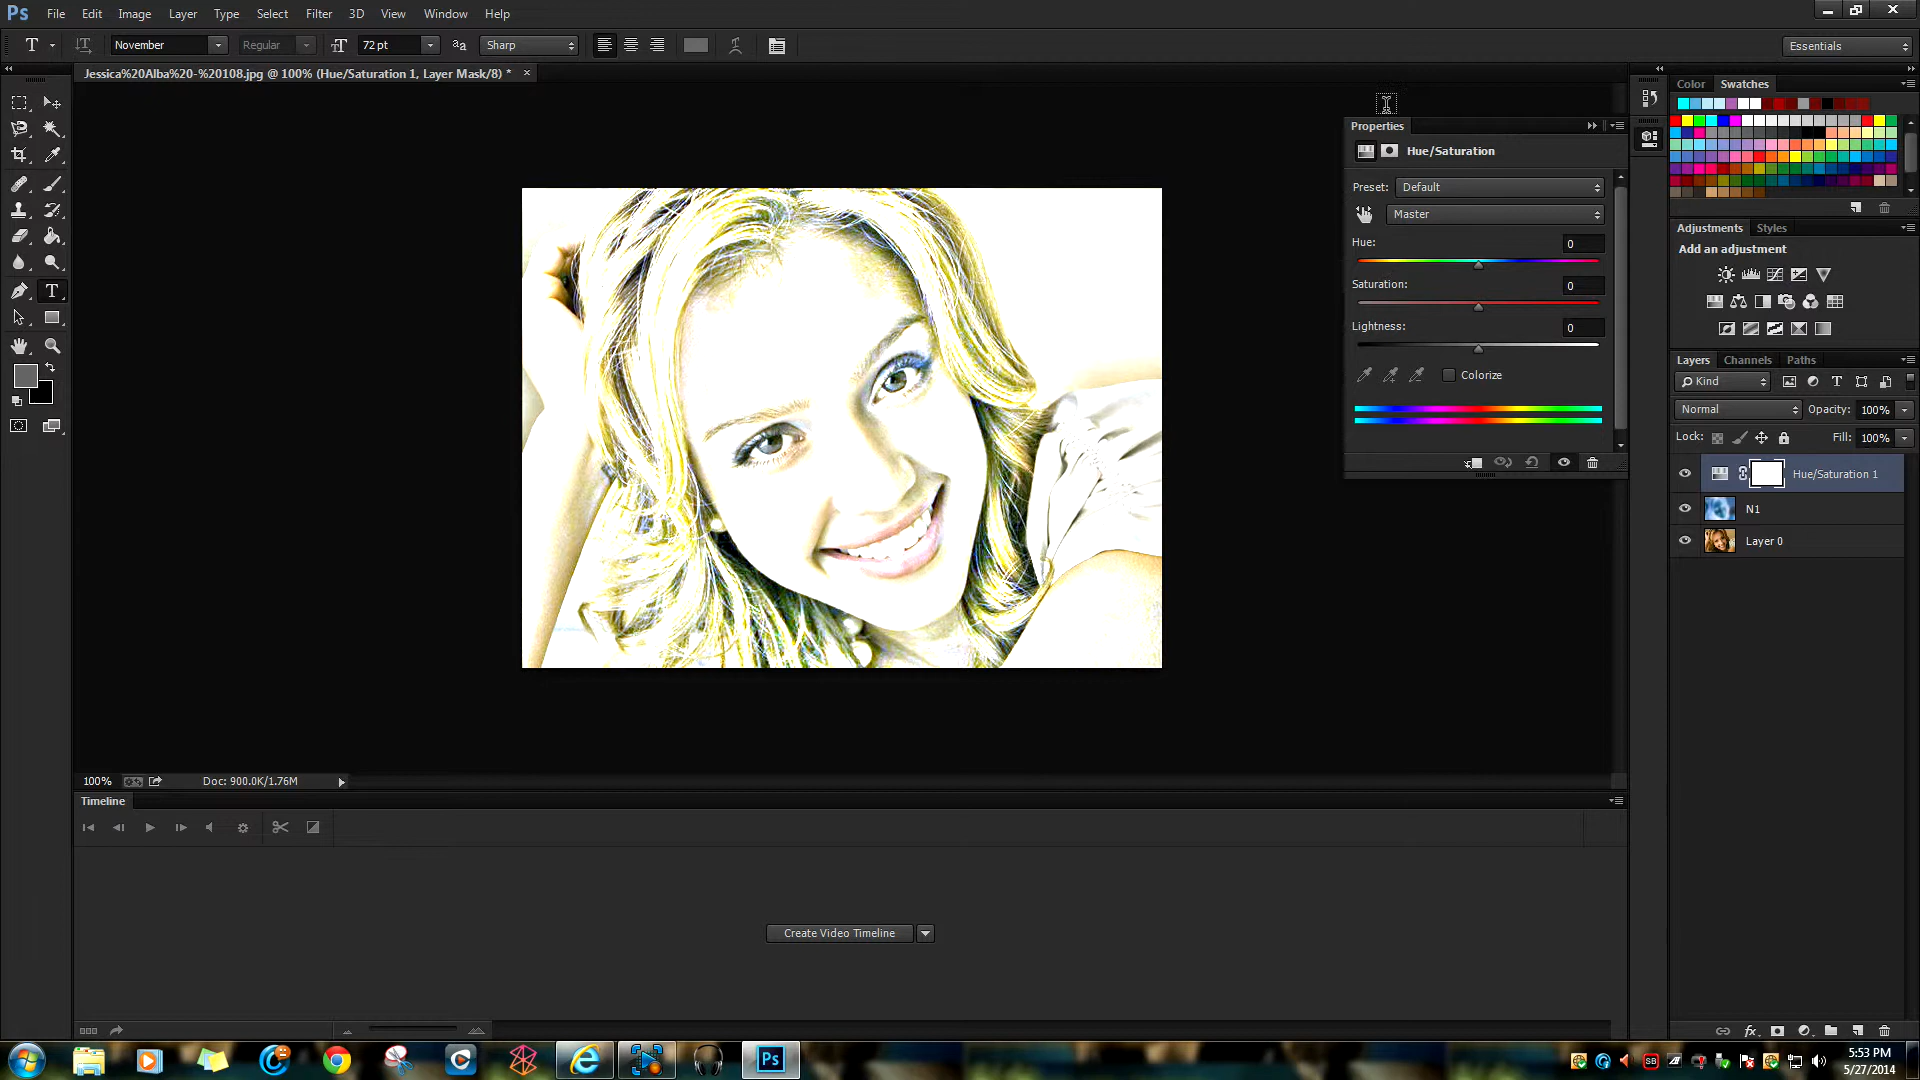 Ps File Edit Image Layer Type Select Filter 3D View Window Help
T November Regular 72 pt Sharp Essentials
Jessica%20Alba%20-%20108.jpg @ 100% (Hue/Saturation 1, Layer Mask/8) *
Color Swatches
Properties
Hue/Saturation
Preset: Default
Master
Hue: 0
Saturation: 0
Lightness: 0
Colorize
Adjustments Styles
Add an adjustment
Layers Channels Paths
Kind
Normal Opacity: 100%
Lock: Fill: 100%
Hue/Saturation 1
N1
Layer 0
100% Doc: 900.0K/1.76M
Timeline
Create Video Timeline
fx
Ps
SB
5:53 PM
5/27/2014